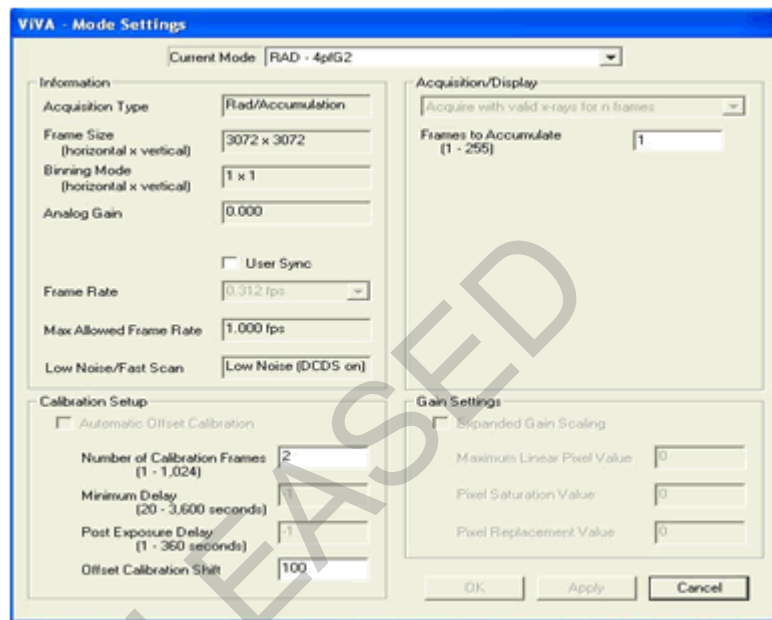 ViVA - Mode Settings
Current Mode RAD - 4pfG2
Information
Acquisition Type Rad/Accumulation
Frame Size 3072 x 3072
(horizontal x vertical)
Binning Mode 1 x 1
(horizontal x vertical)
Analog Gain 0.000
User Sync
Frame Rate 0.312 fps
Max Allowed Frame Rate 1.000 fps
Low Noise/Fast Scan Low Noise (DCDS on)
Acquisition/Display
Acquire with valid x-rays for n frames
Frames to Accumulate 1
(1 - 255)
Calibration Setup
Automatic Offset Calibration
Number of Calibration Frames 2
(1 - 1,024)
Minimum Delay -1
(20 - 3,600 seconds)
Post Exposure Delay -1
(1 - 360 seconds)
Offset Calibration Shift 100
Gain Settings
Expanded Gain Scaling
Maximum Linear Pixel Value 0
Pixel Saturation Value 0
Pixel Replacement Value 0
OK Apply Cancel